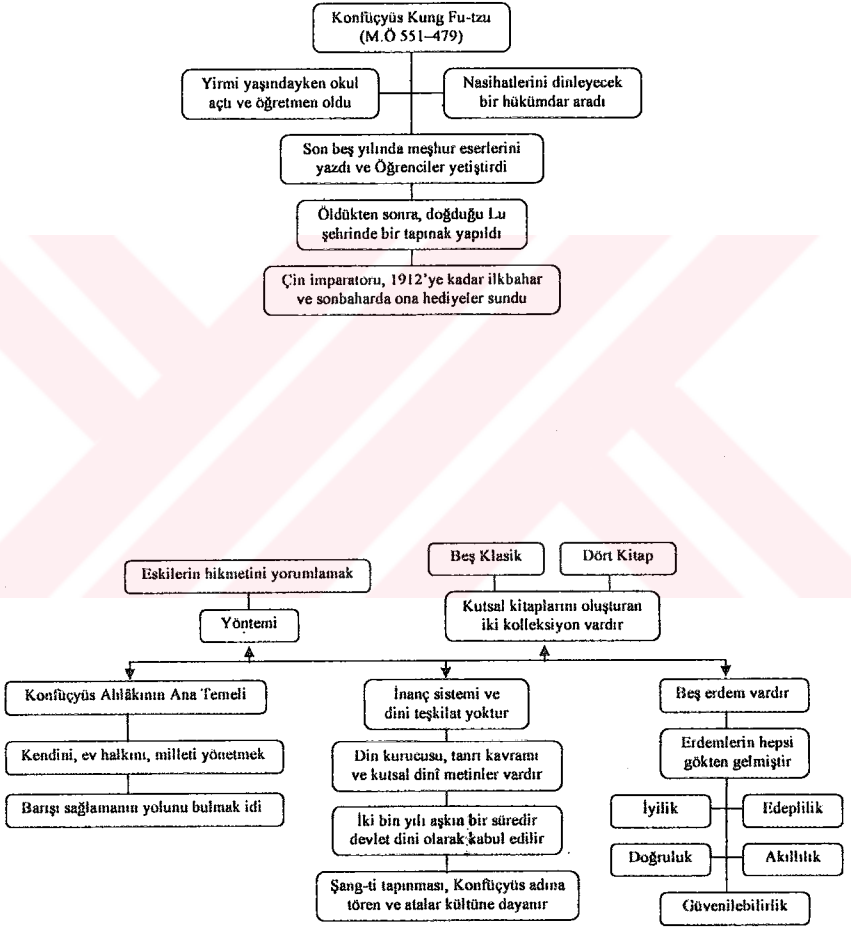 Konfüçyüs Kung Fu-tzu
(M.Ö 551–479)
Yirmi yaşındayken okul
açtı ve öğretmen oldu
Nasihatlerini dinleyecek
bir hükümdar aradı
Son beş yılında meşhur eserlerini
yazdı ve Öğrenciler yetiştirdi
Öldükten sonra, doğduğu Lu
şehrinde bir tapınak yapıldı
Çin imparatoru, 1912'ye kadar ilkbahar
ve sonbaharda ona hediyeler sundu
Beş Klasik
Dört Kitap
Eskilerin hikmetini yorumlamak
Kutsal kitaplarını oluşturan
iki kolleksiyon vardır
Yöntemi
Konfüçyüs Ahlâkının Ana Temeli
Kendini, ev halkını, milleti yönetmek
Barışı sağlamanın yolunu bulmak idi
İnanç sistemi ve
dini teşkilat yoktur
Din kurucusu, tanrı kavramı
ve kutsal dinî metinler vardır
İki bin yılı aşkın bir süredir
devlet dini olarak kabul edilir
Şang-ti tapınması, Konfüçyüs adına
tören ve atalar kültüne dayanır
Beş erdem vardır
Erdemlerin hepsi
gökten gelmiştir
İyilik
Edeplilik
Doğruluk
Akıllılık
Güvenilebilirlik